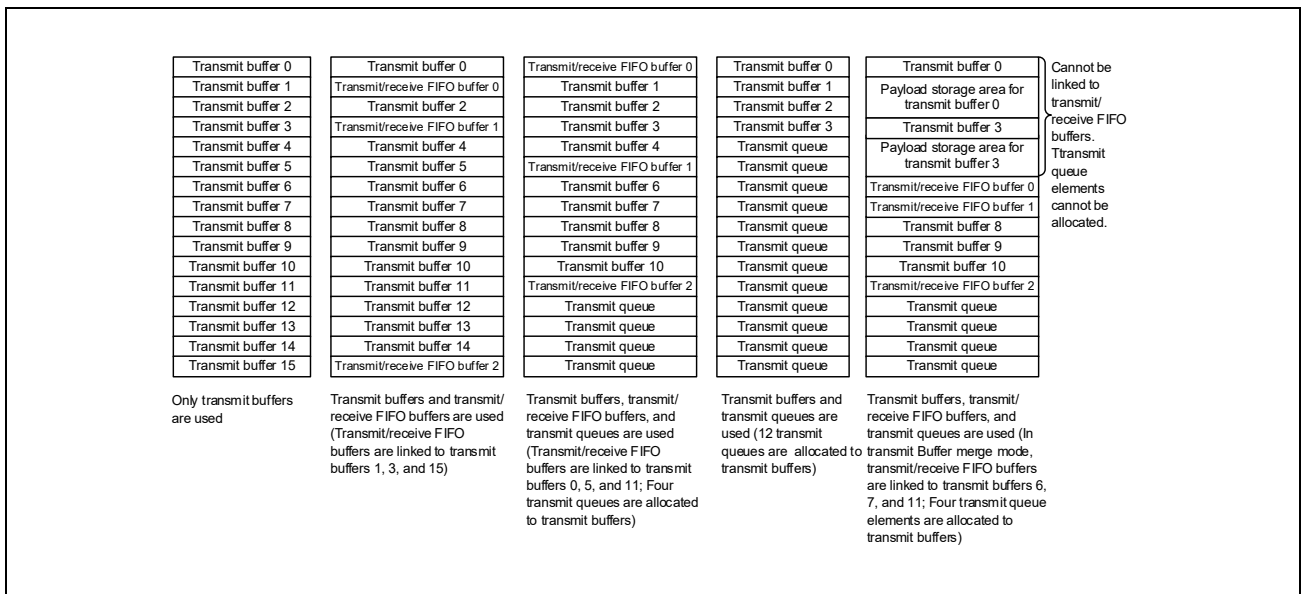 Transmit buffer 0
Transmit buffer 1
Transmit buffer 2
Transmit buffer 3
Transmit buffer 4
Transmit buffer 5
Transmit buffer 6
Transmit buffer 7
Transmit buffer 8
Transmit buffer 9
Transmit buffer 10
Transmit buffer 11
Transmit buffer 12
Transmit buffer 13
Transmit buffer 14
Transmit buffer 15
Only transmit buffers
are used
Transmit buffer 0
Transmit/receive FIFO buffer 0
Transmit buffer 2
Transmit/receive FIFO buffer 1
Transmit buffer 4
Transmit buffer 5
Transmit buffer 6
Transmit buffer 7
Transmit buffer 8
Transmit buffer 9
Transmit buffer 10
Transmit buffer 11
Transmit buffer 12
Transmit buffer 13
Transmit buffer 14
Transmit/receive FIFO buffer 2
Transmit buffers and transmit/
receive FIFO buffers are used
(Transmit/receive FIFO
buffers are linked to transmit
buffers 1, 3, and 15)
Transmit/receive FIFO buffer 0
Transmit buffer 1
Transmit buffer 2
Transmit buffer 3
Transmit buffer 4
Transmit/receive FIFO buffer 1
Transmit buffer 6
Transmit buffer 7
Transmit buffer 8
Transmit buffer 9
Transmit buffer 10
Transmit/receive FIFO buffer 2
Transmit queue
Transmit queue
Transmit queue
Transmit queue
Transmit buffers, transmit/
receive FIFO buffers, and
transmit queues are used
(Transmit/receive FIFO
buffers are linked to transmit
buffers 0, 5, and 11; Four
transmit queues are allocated
to transmit buffers)
Transmit buffer 0
Transmit buffer 1
Transmit buffer 2
Transmit buffer 3
Transmit queue
Transmit queue
Transmit queue
Transmit queue
Transmit queue
Transmit queue
Transmit queue
Transmit queue
Transmit queue
Transmit queue
Transmit queue
Transmit queue
Transmit buffers and
transmit queues are
used (12 transmit
queues are allocated to
transmit buffers)
Transmit buffer 0
Payload storage area for
transmit buffer 0
Transmit buffer 3
Payload storage area for
transmit buffer 3
Transmit/receive FIFO buffer 0
Transmit/receive FIFO buffer 1
Transmit buffer 8
Transmit buffer 9
Transmit buffer 10
Transmit/receive FIFO buffer 2
Transmit queue
Transmit queue
Transmit queue
Transmit queue
Transmit buffers, transmit/
receive FIFO buffers, and
transmit queues are used (In
transmit Buffer merge mode,
transmit/receive FIFO buffers
are linked to transmit buffers 6,
7, and 11; Four transmit queue
elements are allocated to
transmit buffers)
Cannot be
linked to
transmit/
receive FIFO
buffers.
Ttransmit
queue
elements
cannot be
allocated.